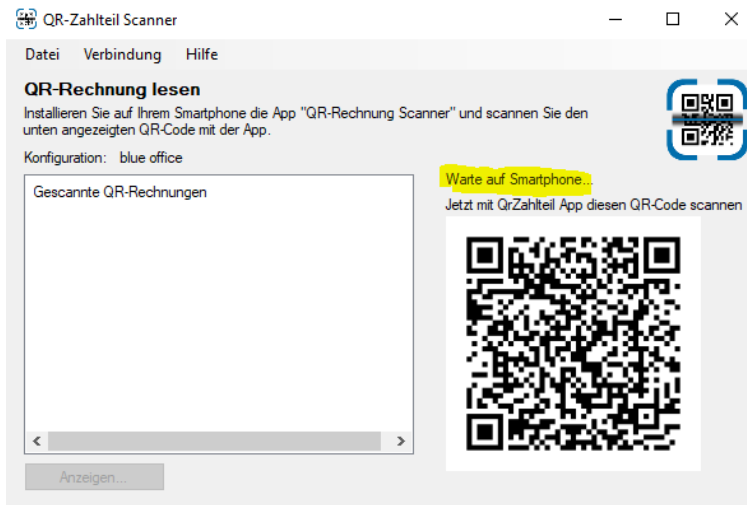 QR-Zahlteil Scanner
Datei Verbindung Hilfe
QR-Rechnung lesen
Installieren Sie auf Ihrem Smartphone die App "QR-Rechnung Scanner" und scannen Sie den
unten angezeigten QR-Code mit der App.
Konfiguration: blue office
Gescannte QR-Rechnungen
Warte auf Smartphone...
Jetzt mit QrZahlteil App diesen QR-Code scannen
Anzeigen...